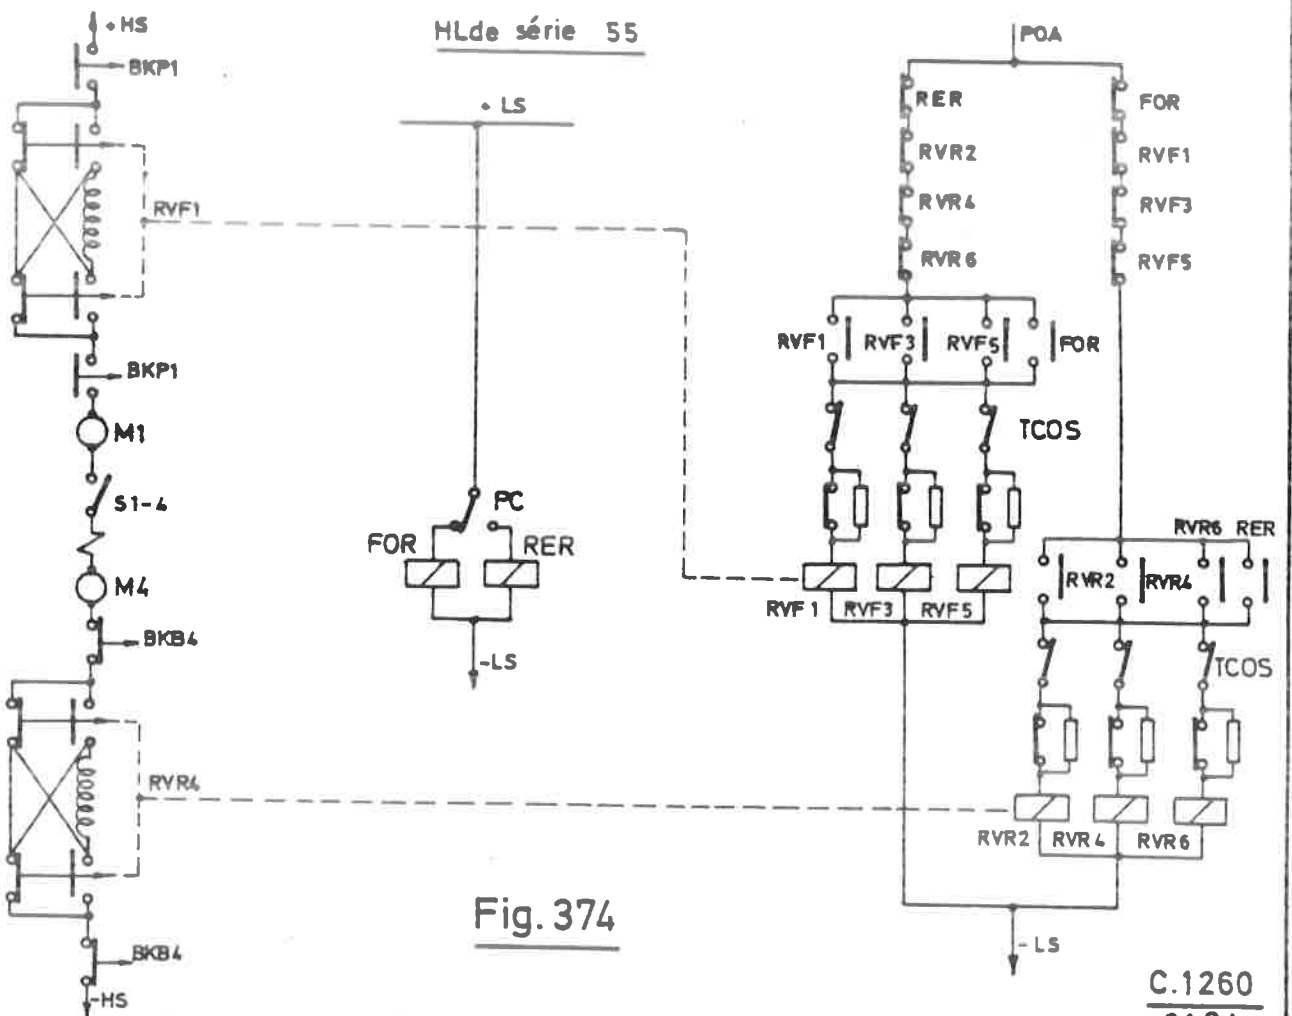 +HS
HLde série 55
BKP1
+ LS
POA
RER
FOR
RVR2
RVF1
RVR4
RVF3
RVR6
RVF5
RVF1
RVF1
RVF3
RVF5
FOR
BKP1
M1
TCOS
S1-4
PC
FOR
RER
RVR6
RER
M4
RVR2
RVR4
RVF1
RVF3
RVF5
BKB4
-LS
TCOS
RVR4
RVR2
RVR4
RVR6
Fig. 374
BKB4
-LS
-HS
C.1260